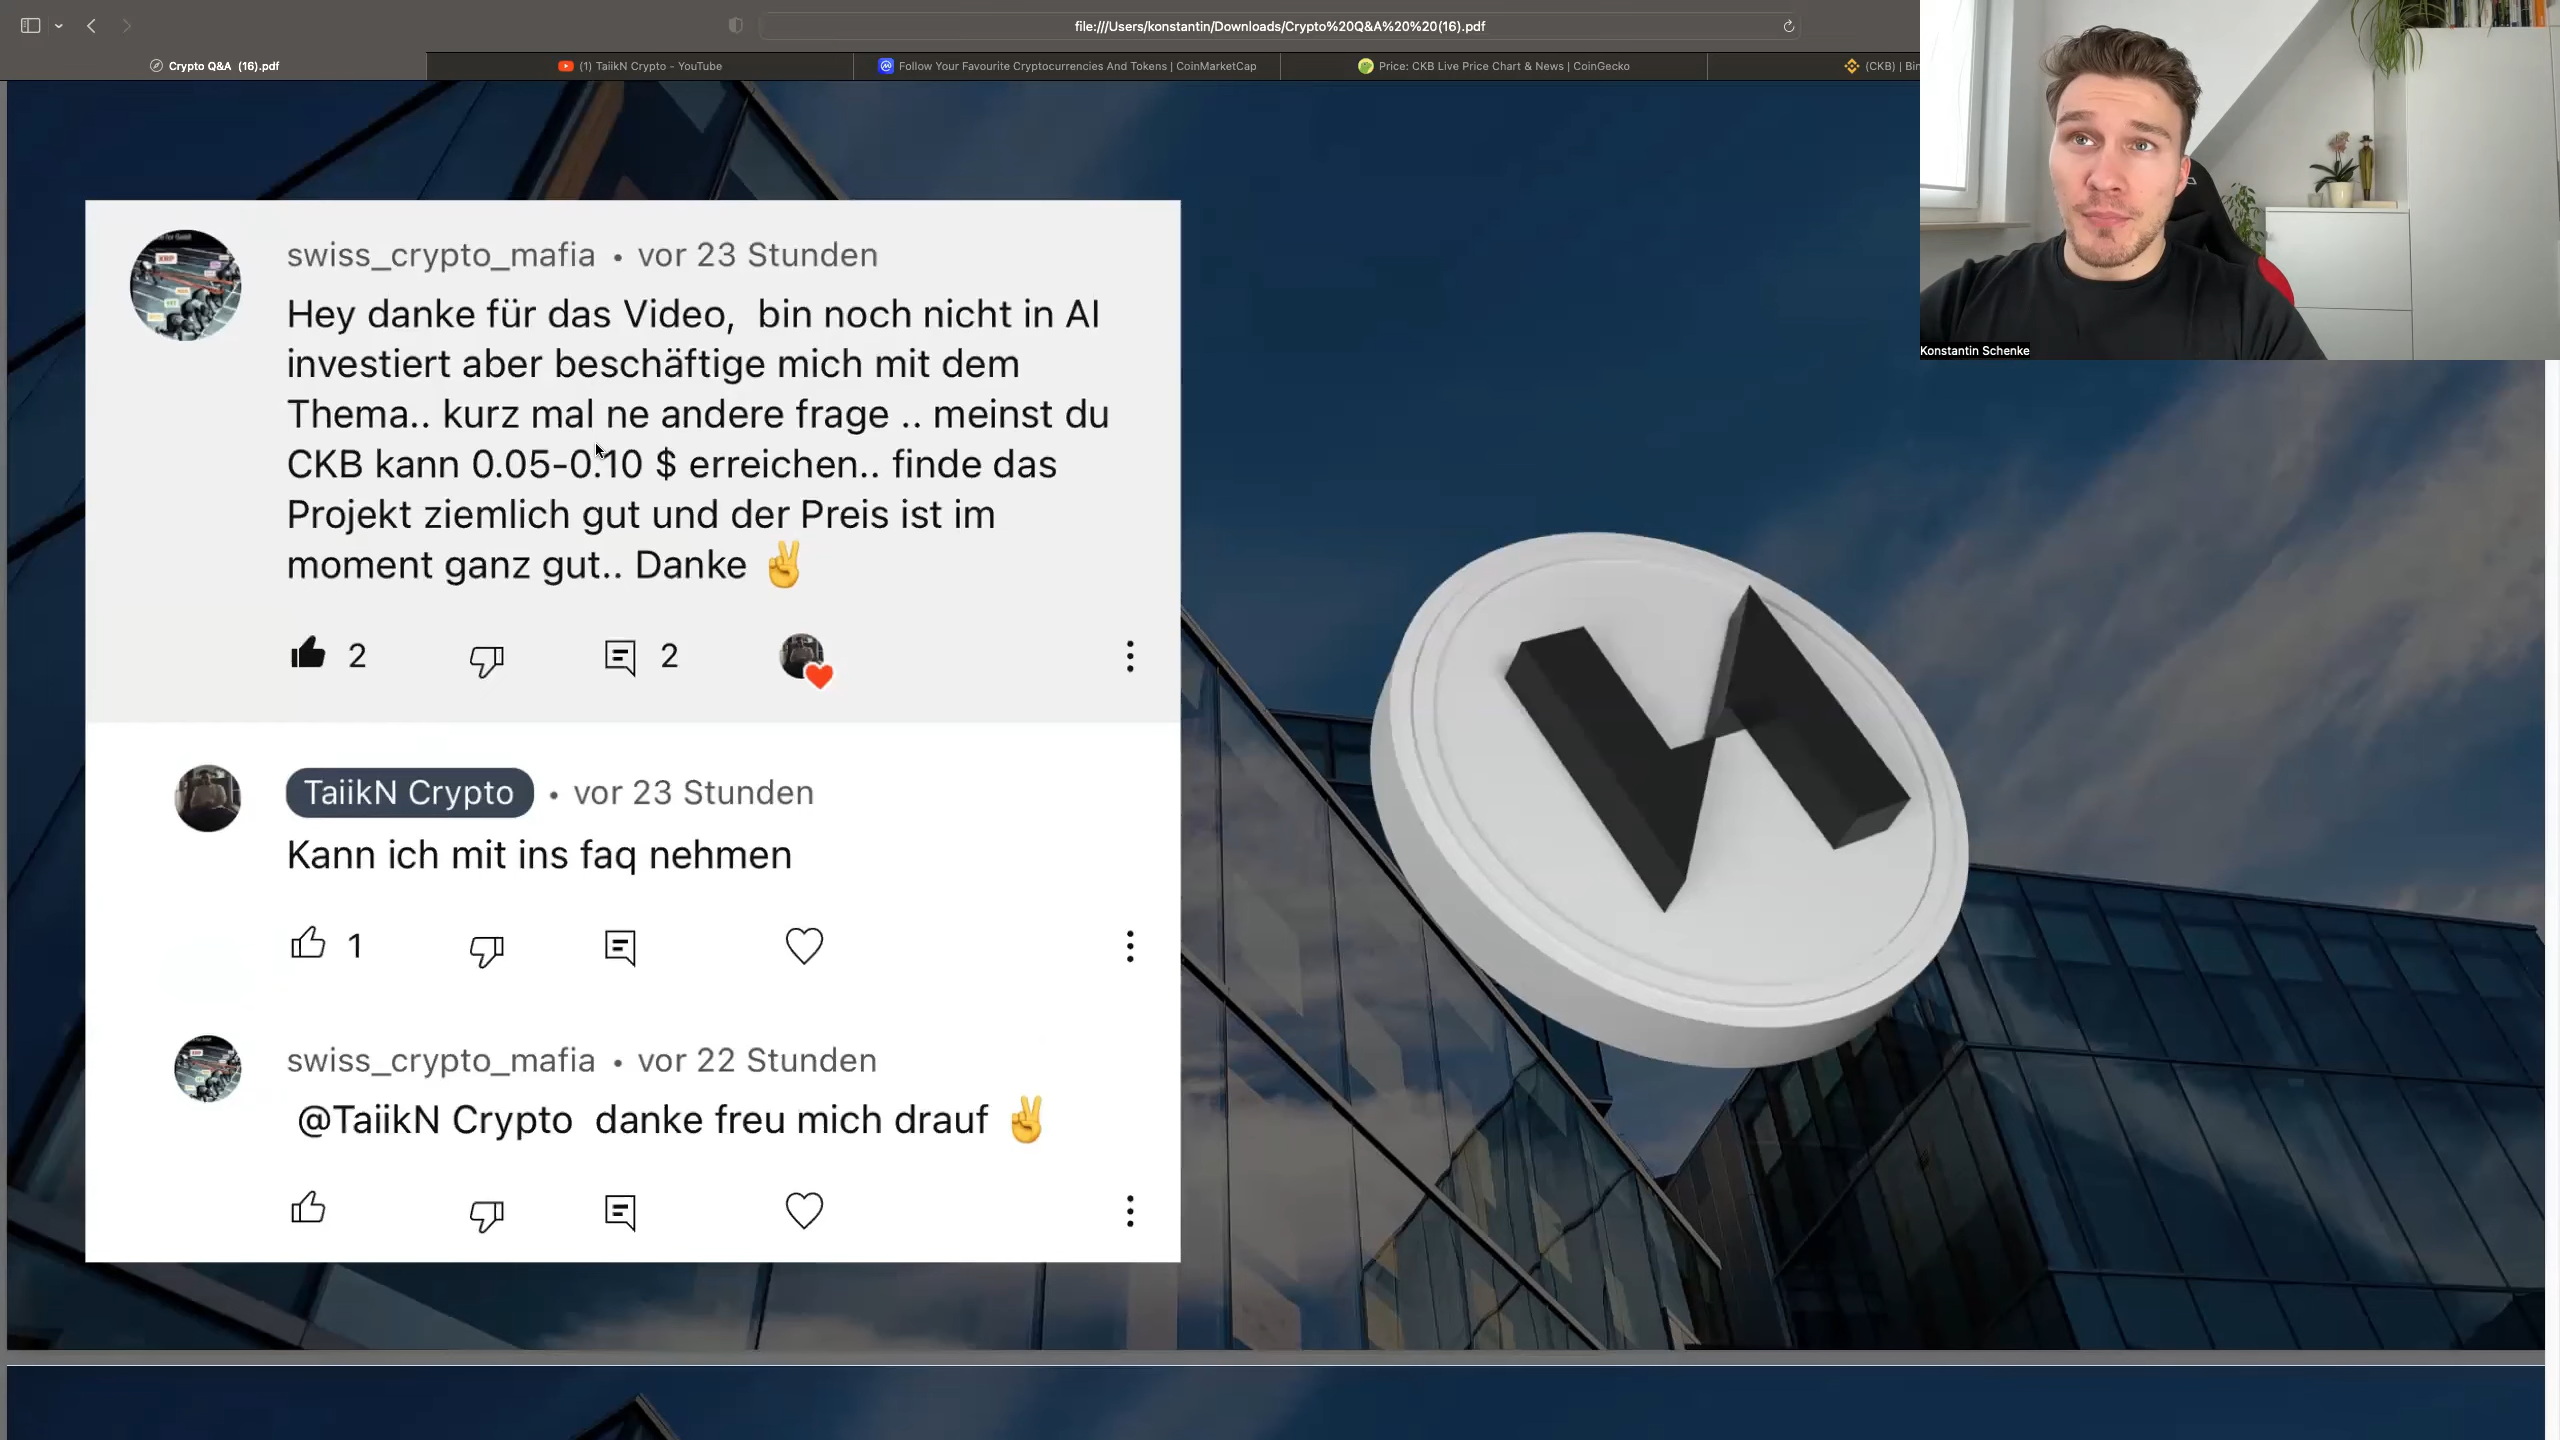 file:///Users/konstantin/Downloads/Crypto%20Q&A%20%20(16).pdf
Crypto Q&A (16).pdf
(1) TaiikN Crypto - YouTube
Follow Your Favourite Cryptocurrencies And Tokens | CoinMarketCap
Price: CKB Live Price Chart & News | CoinGecko
(CKB) | Bin
Konstantin Schenke
swiss_crypto_mafia • vor 23 Stunden
Hey danke für das Video,  bin noch nicht in AI
investiert aber beschäftige mich mit dem
Thema.. kurz mal ne andere frage .. meinst du
CKB kann 0.05-0.10 $ erreichen.. finde das
Projekt ziemlich gut und der Preis ist im
moment ganz gut.. Danke ✌️
2
2
TaiikN Crypto • vor 23 Stunden
Kann ich mit ins faq nehmen
1
swiss_crypto_mafia • vor 22 Stunden
@TaiikN Crypto  danke freu mich drauf ✌️